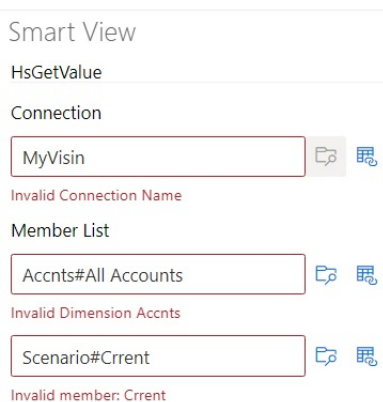 Smart View
HsGetValue
Connection
MyVisin
Invalid Connection Name
Member List
Accnts#All Accounts
Invalid Dimension Accnts
Scenario#Crrent
Invalid member: Crrent